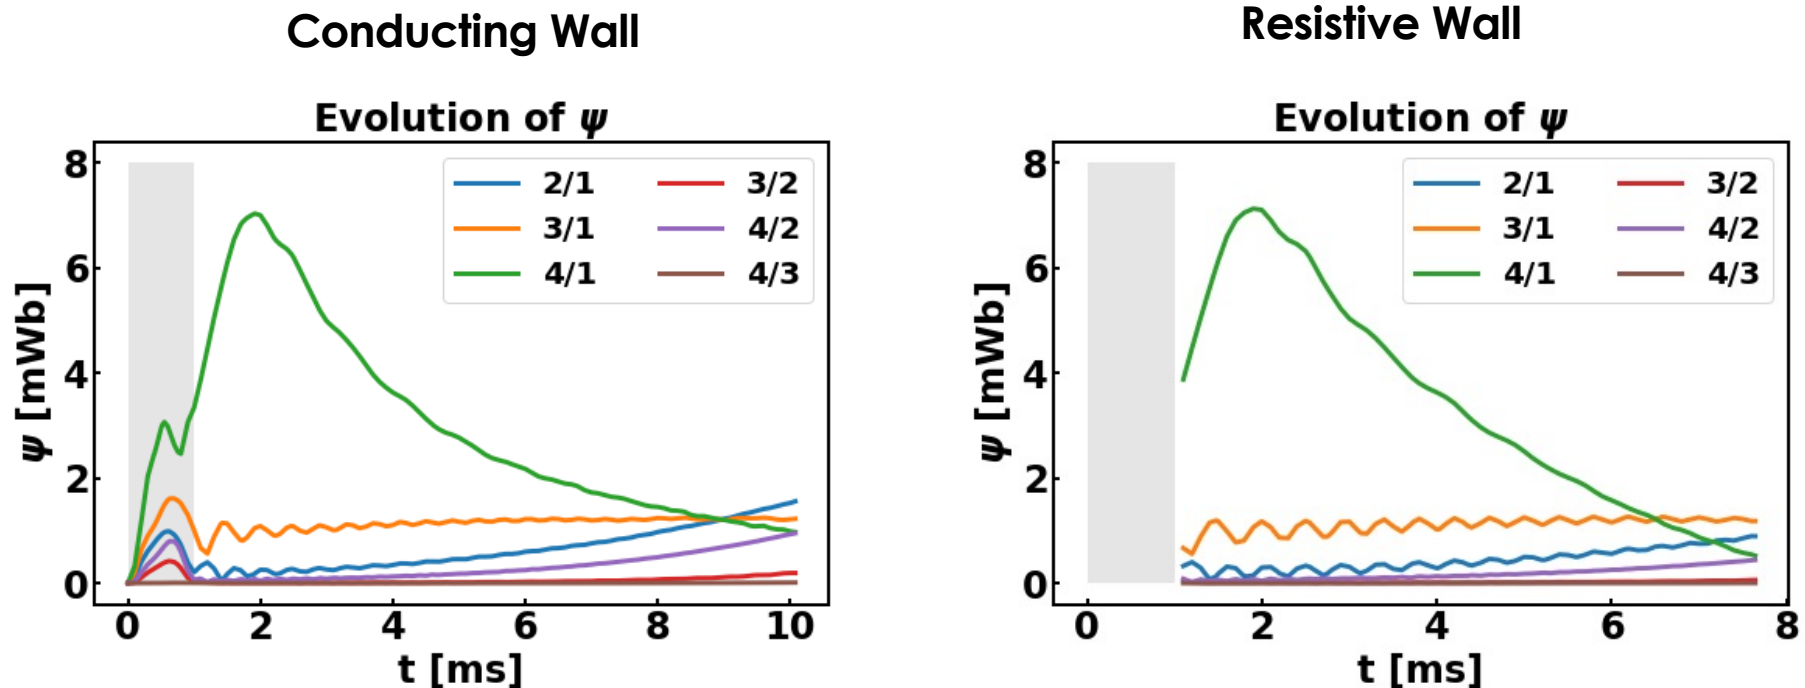 Conducting Wall
Evolution of ψ
8
6
4
2
0
ψ [mWb]
2/1 3/2
3/1 4/2
4/1 4/3
0 2 4 6 8 10
t [ms]
Resistive Wall
Evolution of ψ
8
6
4
2
0
ψ [mWb]
2/1 3/2
3/1 4/2
4/1 4/3
0 2 4 6 8
t [ms]